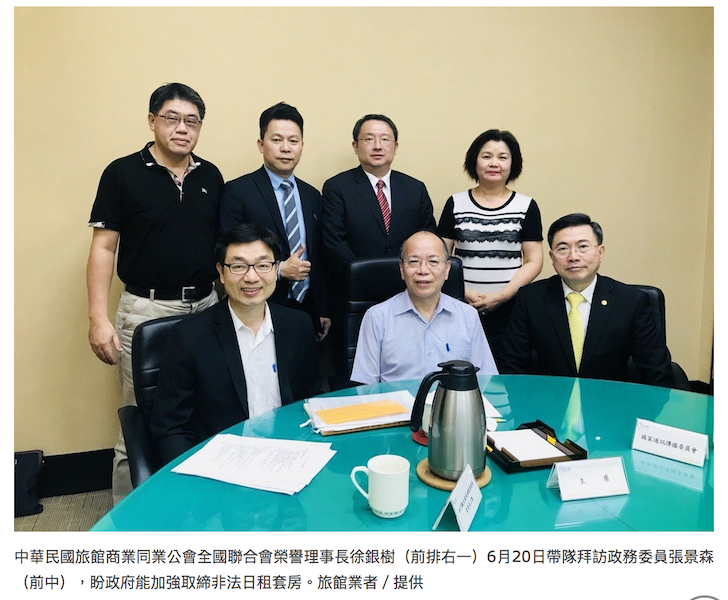 國家通訊傳播委員會
主 席
中華民國旅館商業同業公會全國聯合會榮譽理事長徐銀樹（前排右一）6月20日帶隊拜訪政務委員張景森
（前中），盼政府能加強取締非法日租套房。旅館業者 / 提供